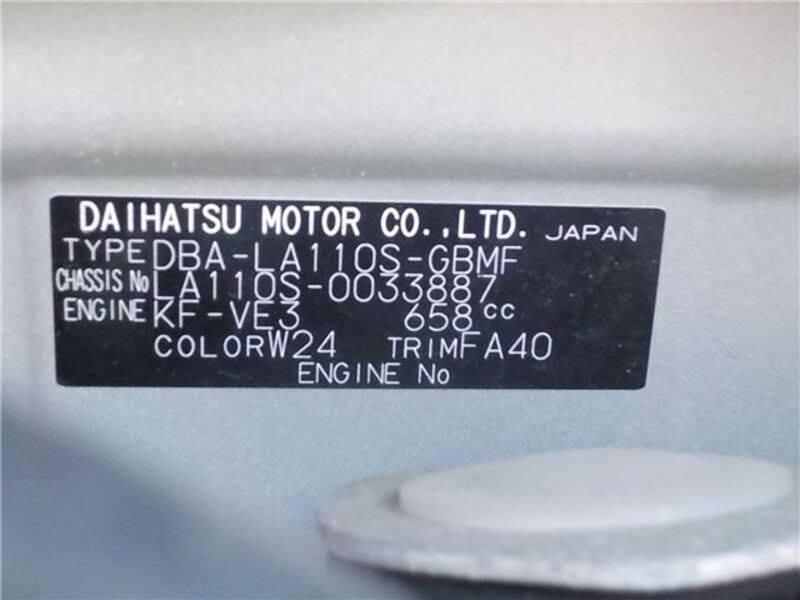 DAIHATSU MOTOR CO.,LTD. JAPAN
TYPE DBA-LA110S-GBMF
CHASSIS No LA110S-0033887
ENGINE KF-VE3 658 cc
COLOR W24 TRIM FA40
ENGINE No